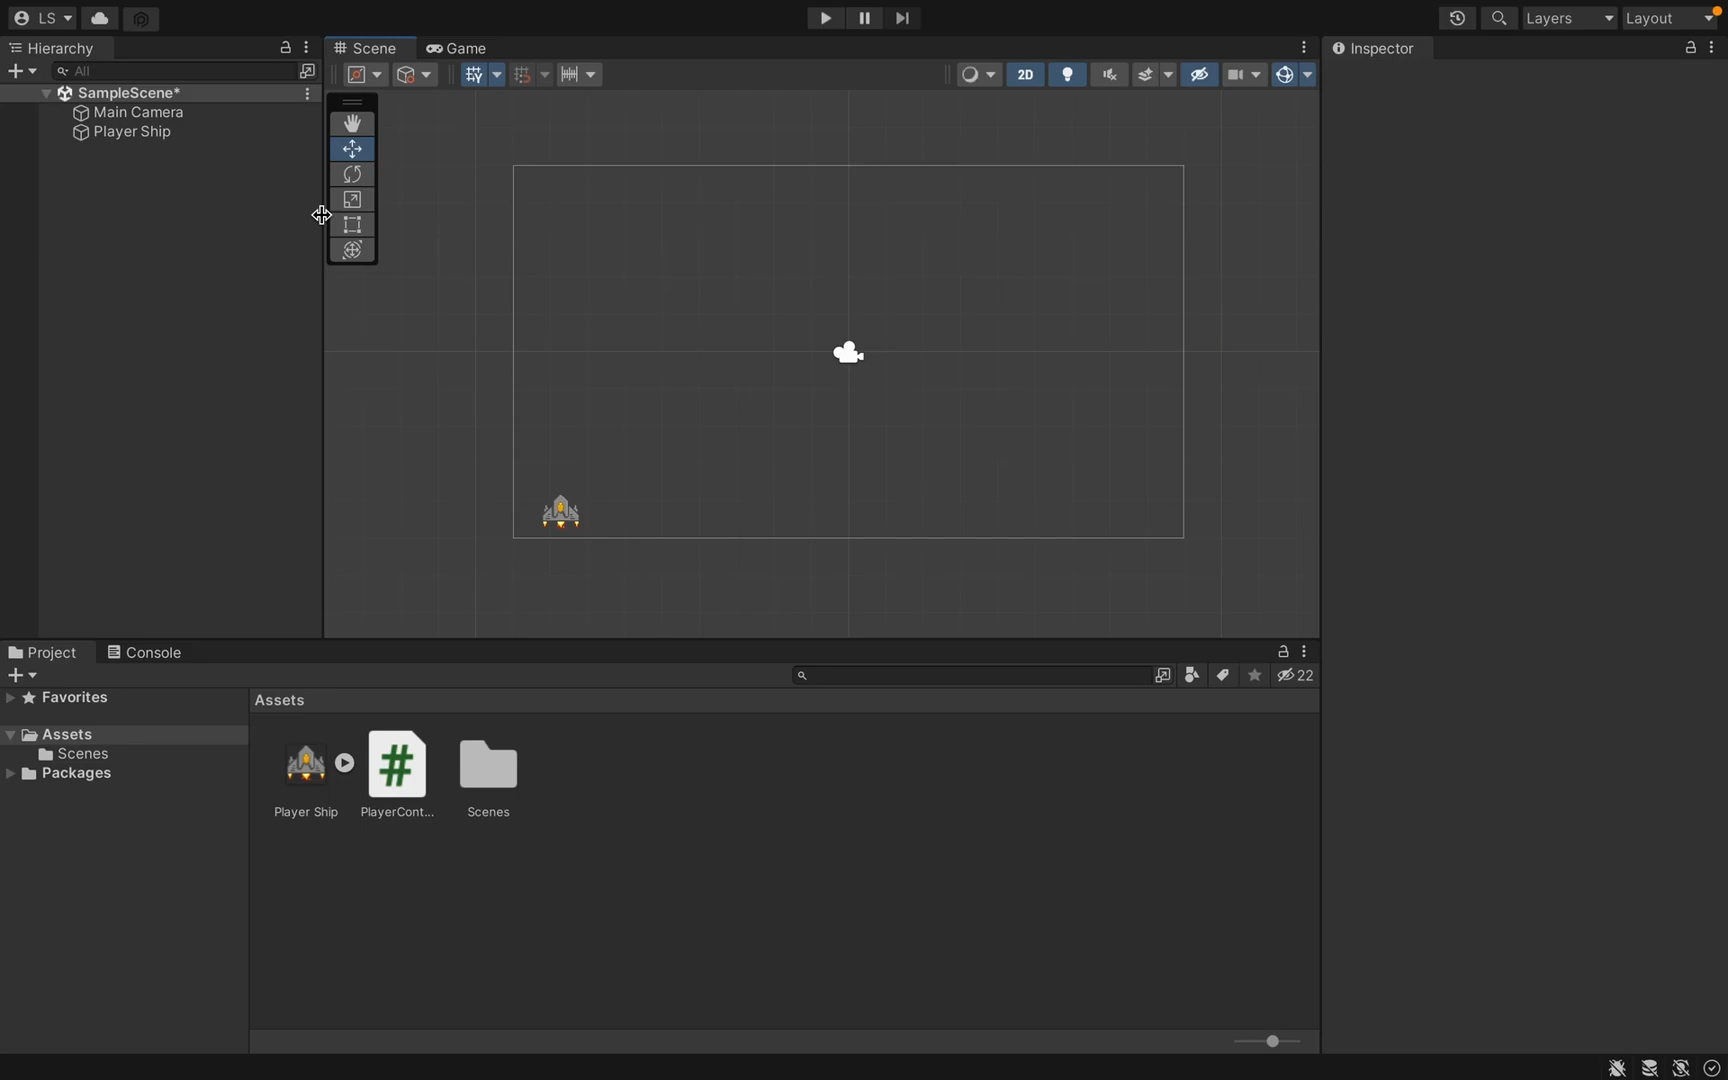 LS
Layers
Layout
Hierarchy
Scene
Game
Inspector
All
2D
SampleScene*
Main Camera
Player Ship
Project
Console
22
Favorites
Assets
Assets
Scenes
Packages
Player Ship
PlayerCont...
Scenes